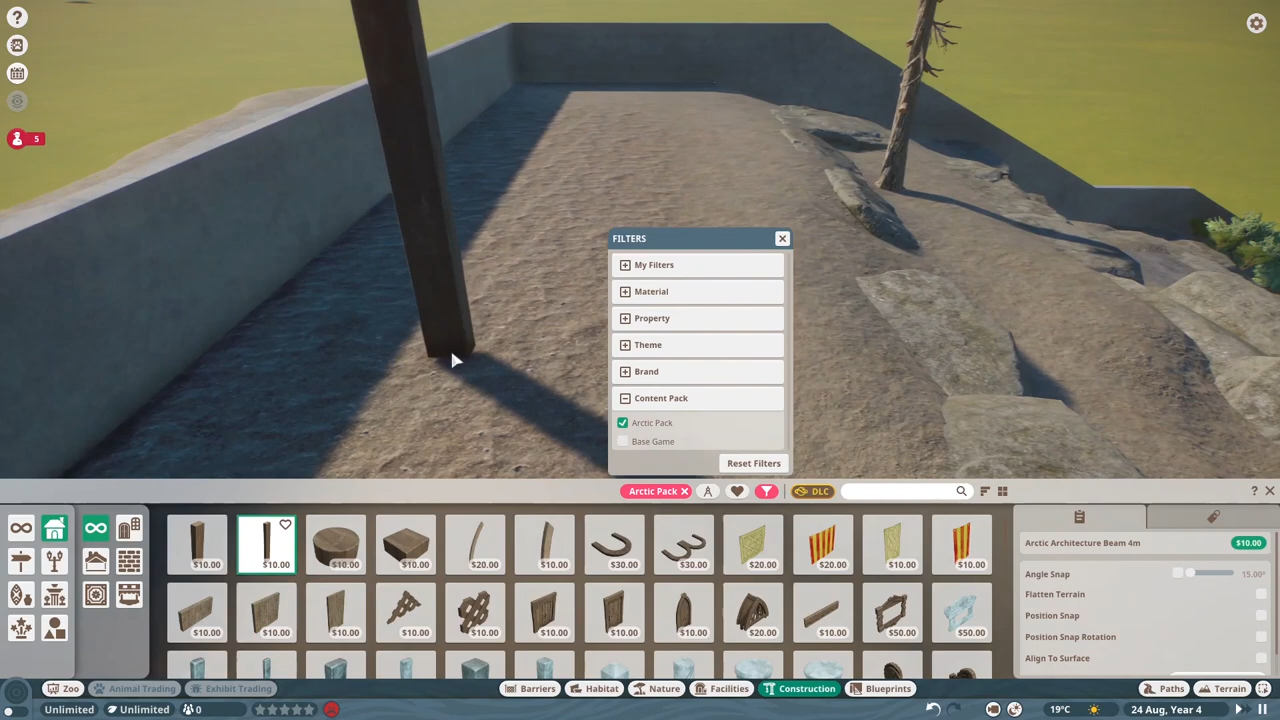 ?
5
FILTERS
My Filters
Material
Property
Theme
Brand
Content Pack
Arctic Pack
Base Game
Reset Filters
Arctic Pack
DLC
?
$10.00 $10.00 $10.00 $10.00 $20.00 $10.00 $30.00 $30.00 $20.00 $20.00 $10.00 $10.00
$10.00 $10.00 $10.00 $10.00 $10.00 $10.00 $10.00 $10.00 $20.00 $10.00 $50.00 $50.00
Arctic Architecture Beam 4m $10.00
Angle Snap 15.00°
Flatten Terrain
Position Snap
Position Snap Rotation
Align To Surface
Zoo Animal Trading Exhibit Trading Barriers Habitat Nature Facilities Construction Blueprints Paths Terrain
Unlimited Unlimited 0 19°C 24 Aug, Year 4